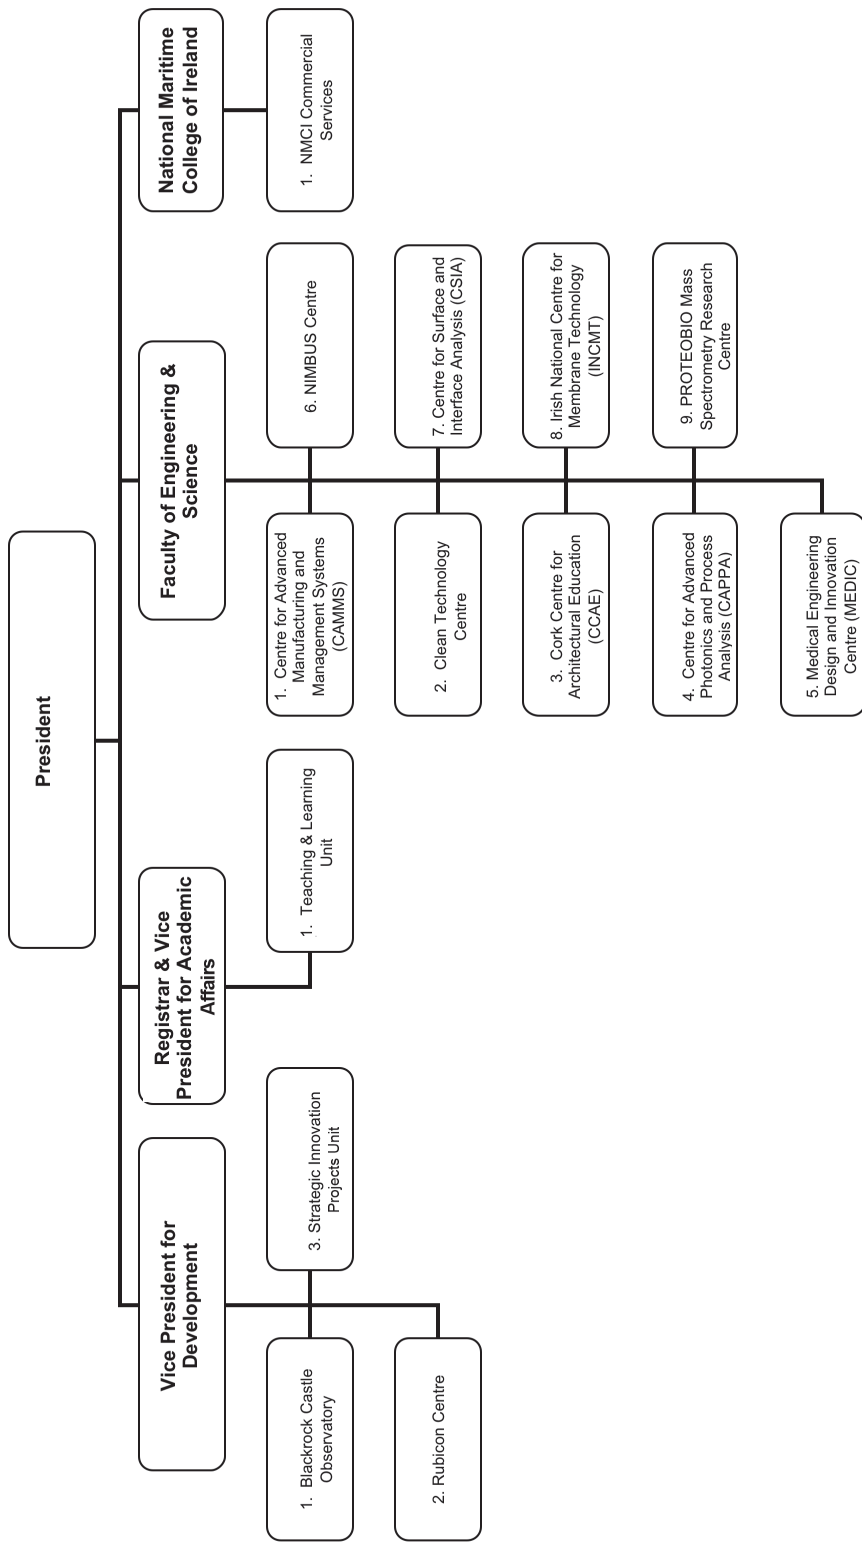 President
Vice President for
Development
Registrar & Vice
President for Academic
Affairs
Faculty of Engineering &
Science
National Maritime
College of Ireland
1. Blackrock Castle
Observatory
2. Rubicon Centre
3. Strategic Innovation
Projects Unit
1. Teaching & Learning
Unit
1. Centre for Advanced
Manufacturing and
Management Systems
(CAMMS)
2. Clean Technology
Centre
3. Cork Centre for
Architectural Education
(CCAE)
4. Centre for Advanced
Photonics and Process
Analysis (CAPPA)
5. Medical Engineering
Design and Innovation
Centre (MEDIC)
6. NIMBUS Centre
7. Centre for Surface and
Interface Analysis (CSIA)
8. Irish National Centre for
Membrane Technology
(INCMT)
9. PROTEOBIO Mass
Spectrometry Research
Centre
1. NMCI Commercial
Services